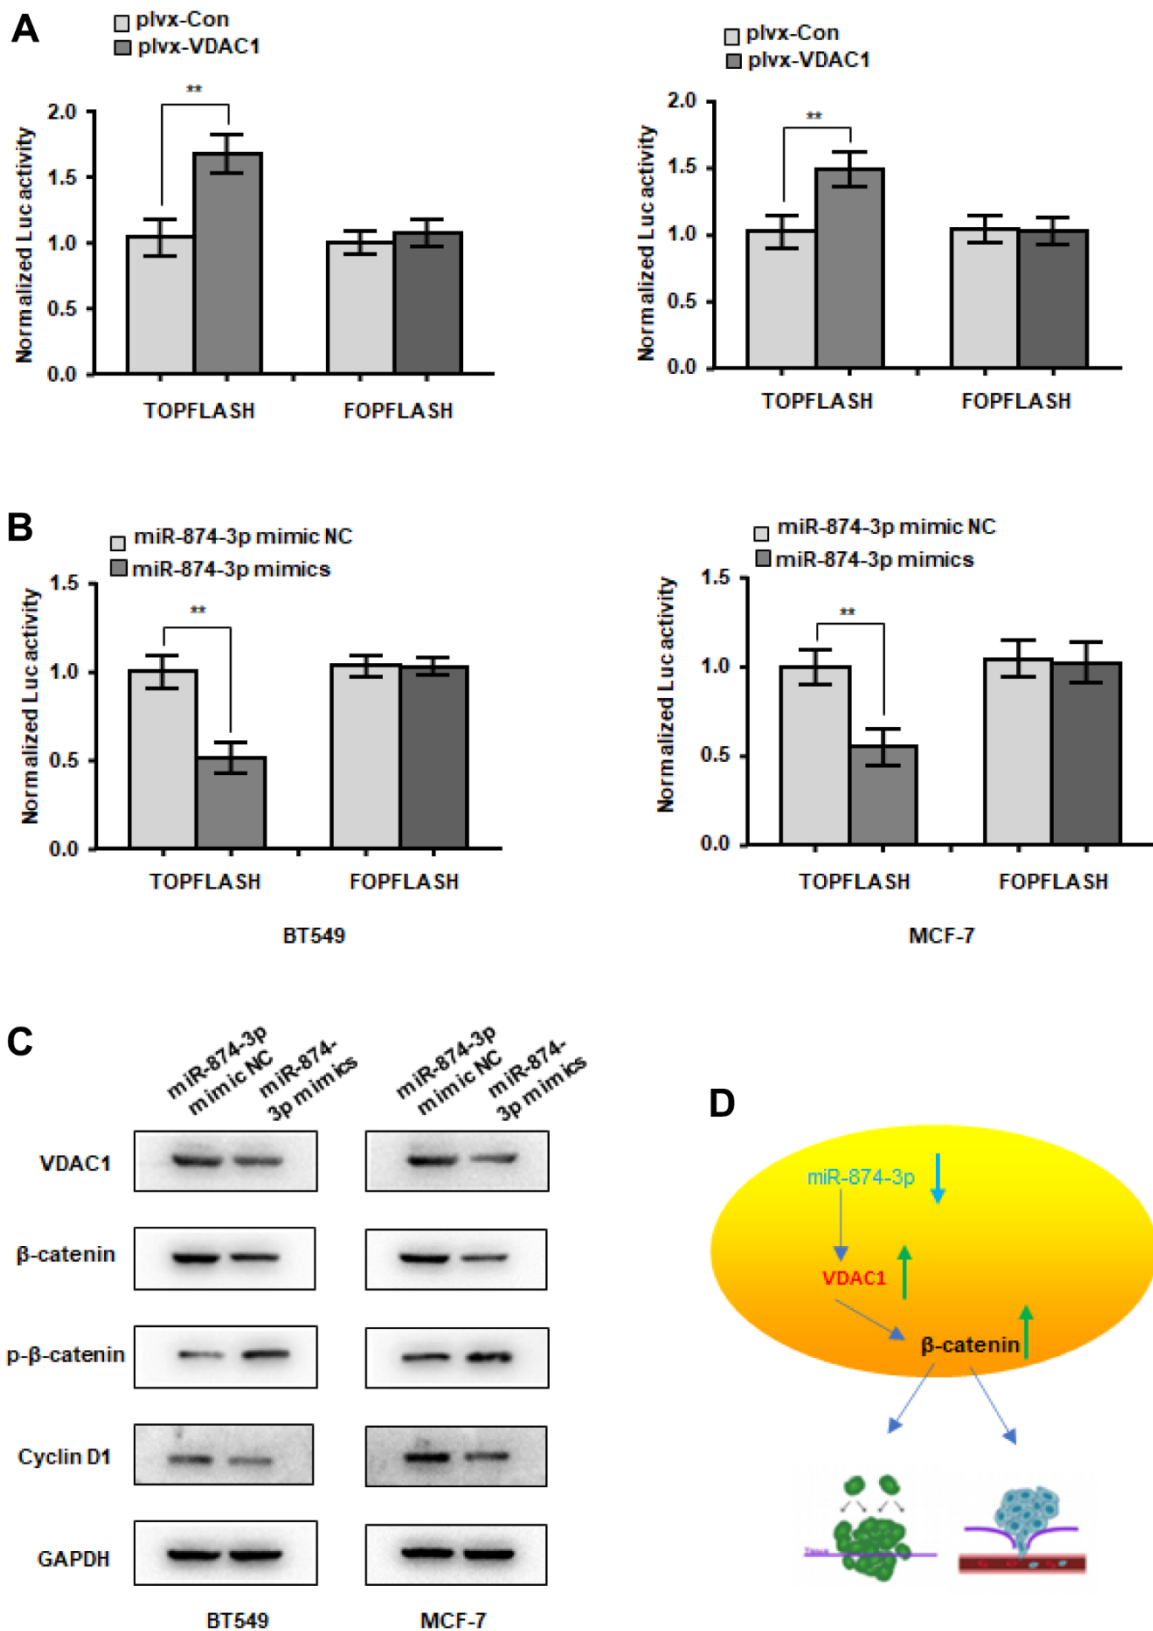 A
plvx-Con
plvx-VDAC1
**
Normalized Luc activity
2.0
1.5
1.0
0.5
0.0
TOPFLASH
FOPFLASH
plvx-Con
plvx-VDAC1
**
Normalized Luc activity
2.0
1.5
1.0
0.5
0.0
TOPFLASH
FOPFLASH
B
miR-874-3p mimic NC
miR-874-3p mimics
**
Normalized Luc activity
1.5
1.0
0.5
0.0
TOPFLASH
FOPFLASH
BT549
miR-874-3p mimic NC
miR-874-3p mimics
**
Normalized Luc activity
1.5
1.0
0.5
0.0
TOPFLASH
FOPFLASH
MCF-7
C
miR-874-3p
mimic NC
miR-874-
3p mimics
miR-874-3p
mimic NC
miR-874-
3p mimics
VDAC1
β-catenin
p-β-catenin
Cyclin D1
GAPDH
BT549
MCF-7
D
miR-874-3p
VDAC1
β-catenin
Tissue